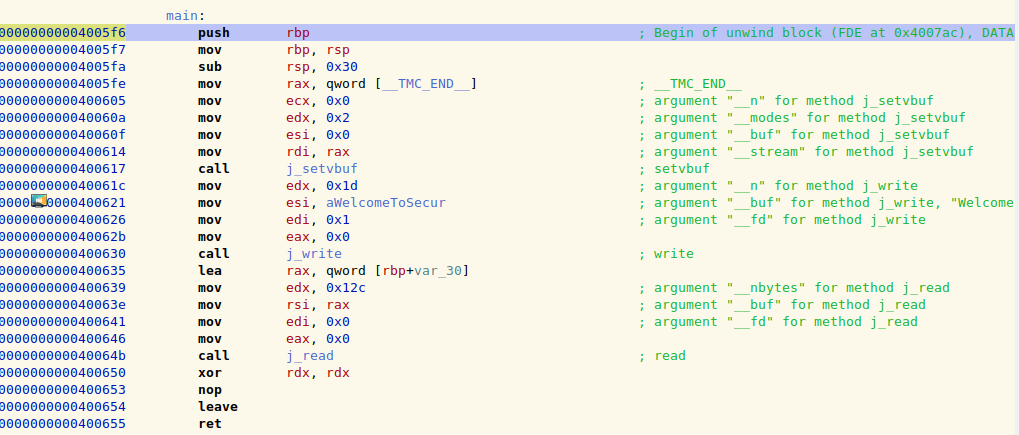 main:
00000000004005f6 push rbp ; Begin of unwind block (FDE at 0x4007ac), DATA
00000000004005f7 mov rbp, rsp
00000000004005fa sub rsp, 0x30
00000000004005fe mov rax, qword [__TMC_END__] ; __TMC_END__
0000000000400605 mov ecx, 0x0 ; argument "__n" for method j_setvbuf
000000000040060a mov edx, 0x2 ; argument "__modes" for method j_setvbuf
000000000040060f mov esi, 0x0 ; argument "__buf" for method j_setvbuf
0000000000400614 mov rdi, rax ; argument "__stream" for method j_setvbuf
0000000000400617 call j_setvbuf ; setvbuf
000000000040061c mov edx, 0x1d ; argument "__n" for method j_write
0000000000400621 mov esi, aWelcomeToSecur ; argument "__buf" for method j_write, "Welcome
0000000000400626 mov edi, 0x1 ; argument "__fd" for method j_write
000000000040062b mov eax, 0x0
0000000000400630 call j_write ; write
0000000000400635 lea rax, qword [rbp+var_30]
0000000000400639 mov edx, 0x12c ; argument "__nbytes" for method j_read
000000000040063e mov rsi, rax ; argument "__buf" for method j_read
0000000000400641 mov edi, 0x0 ; argument "__fd" for method j_read
0000000000400646 mov eax, 0x0
000000000040064b call j_read ; read
0000000000400650 xor rdx, rdx
0000000000400653 nop
0000000000400654 leave
0000000000400655 ret